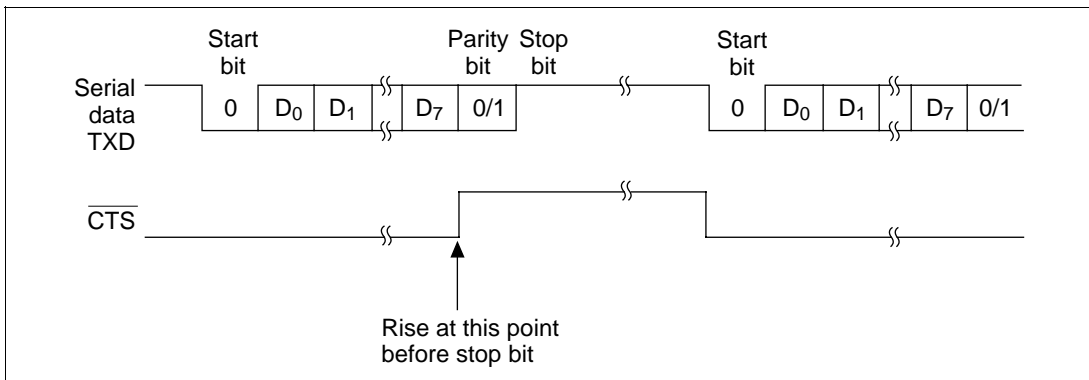 Start bit
Parity bit
Stop bit
Start bit
Serial data TXD
0 D₀ D₁ D₇ 0/1 0 D₀ D₁ D₇ 0/1
C̅T̅S̅
Rise at this point
before stop bit